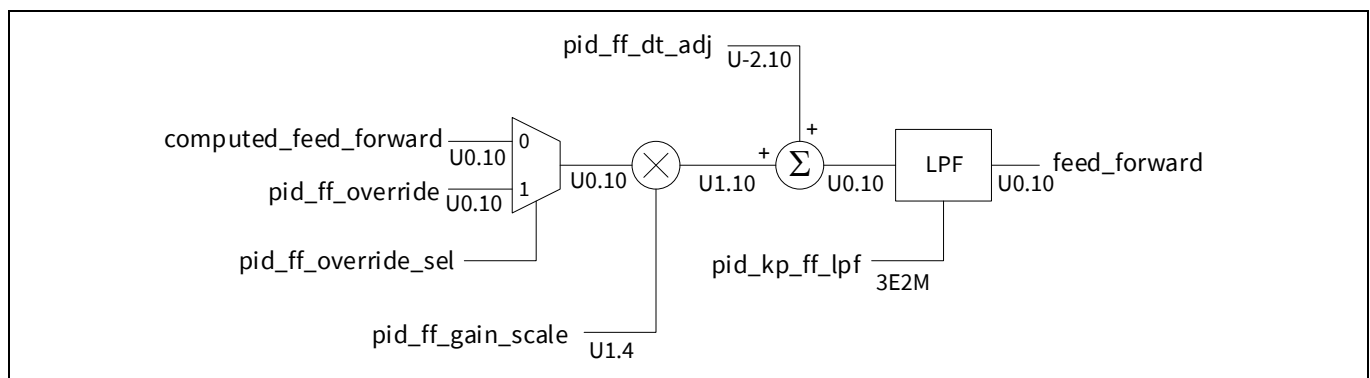 pid_ff_dt_adj
U-2.10
computed_feed_forward
U0.10
0
pid_ff_override
U0.10
1
U0.10
U1.10
+
+
Σ
U0.10
LPF
U0.10
feed_forward
pid_ff_override_sel
pid_kp_ff_lpf
3E2M
pid_ff_gain_scale
U1.4